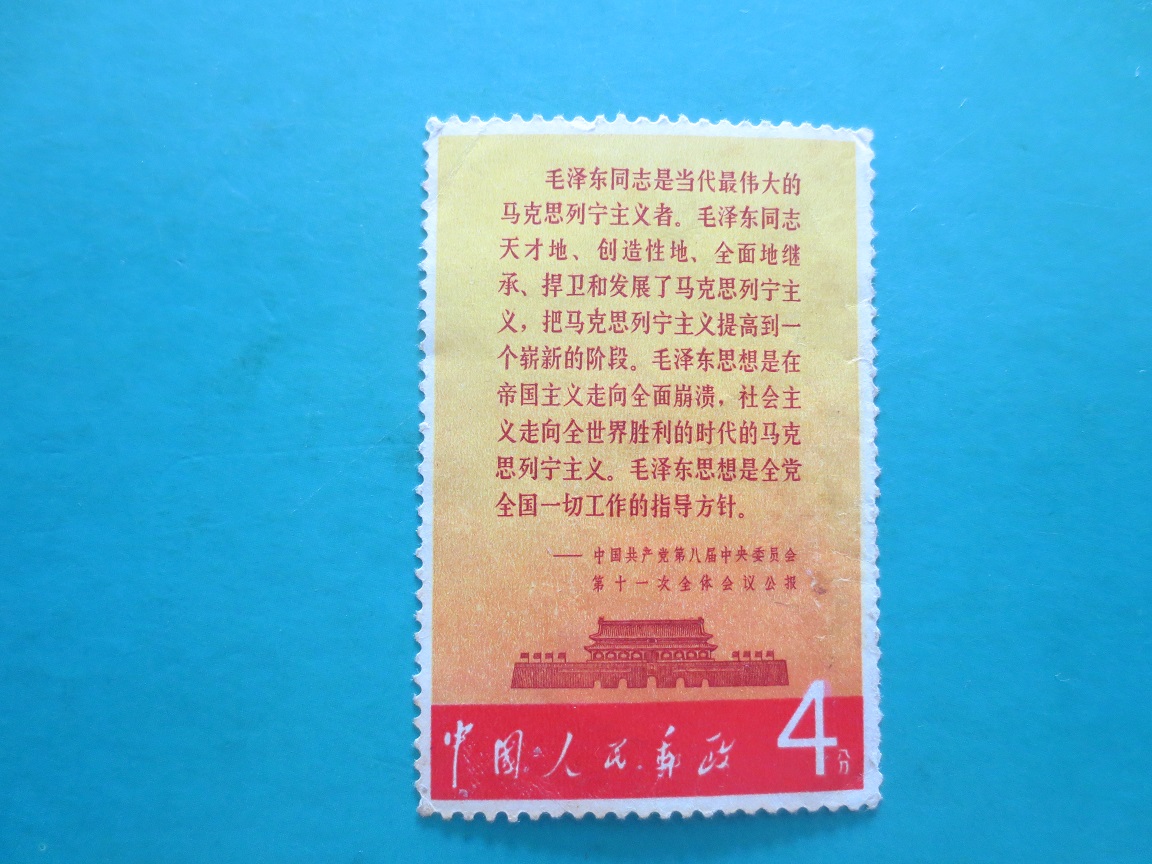 毛泽东同志是当代最伟大的
马克思列宁主义者。毛泽东同志
天才地、创造性地、全面地继
承、捍卫和发展了马克思列宁主
义，把马克思列宁主义提高到一
个崭新的阶段。毛泽东思想是在
帝国主义走向全面崩溃，社会主
义走向全世界胜利的时代的马克
思列宁主义。毛泽东思想是全党
全国一切工作的指导方针。
——中国共产党第八届中央委员会
第十一次全体会议公报
中国人民邮政 4分